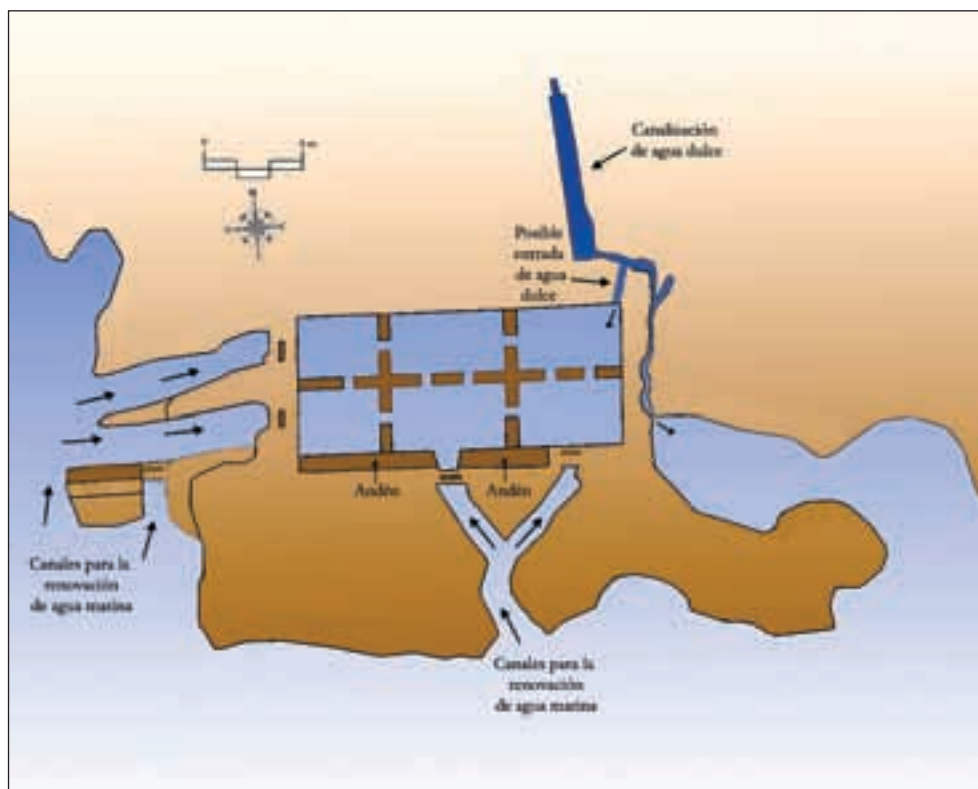 Canalización
de agua dulce
Posible
entrada
de agua
dulce
Andén
Andén
Canales para la
renovación
de agua marina
Canales para la
renovación
de agua marina